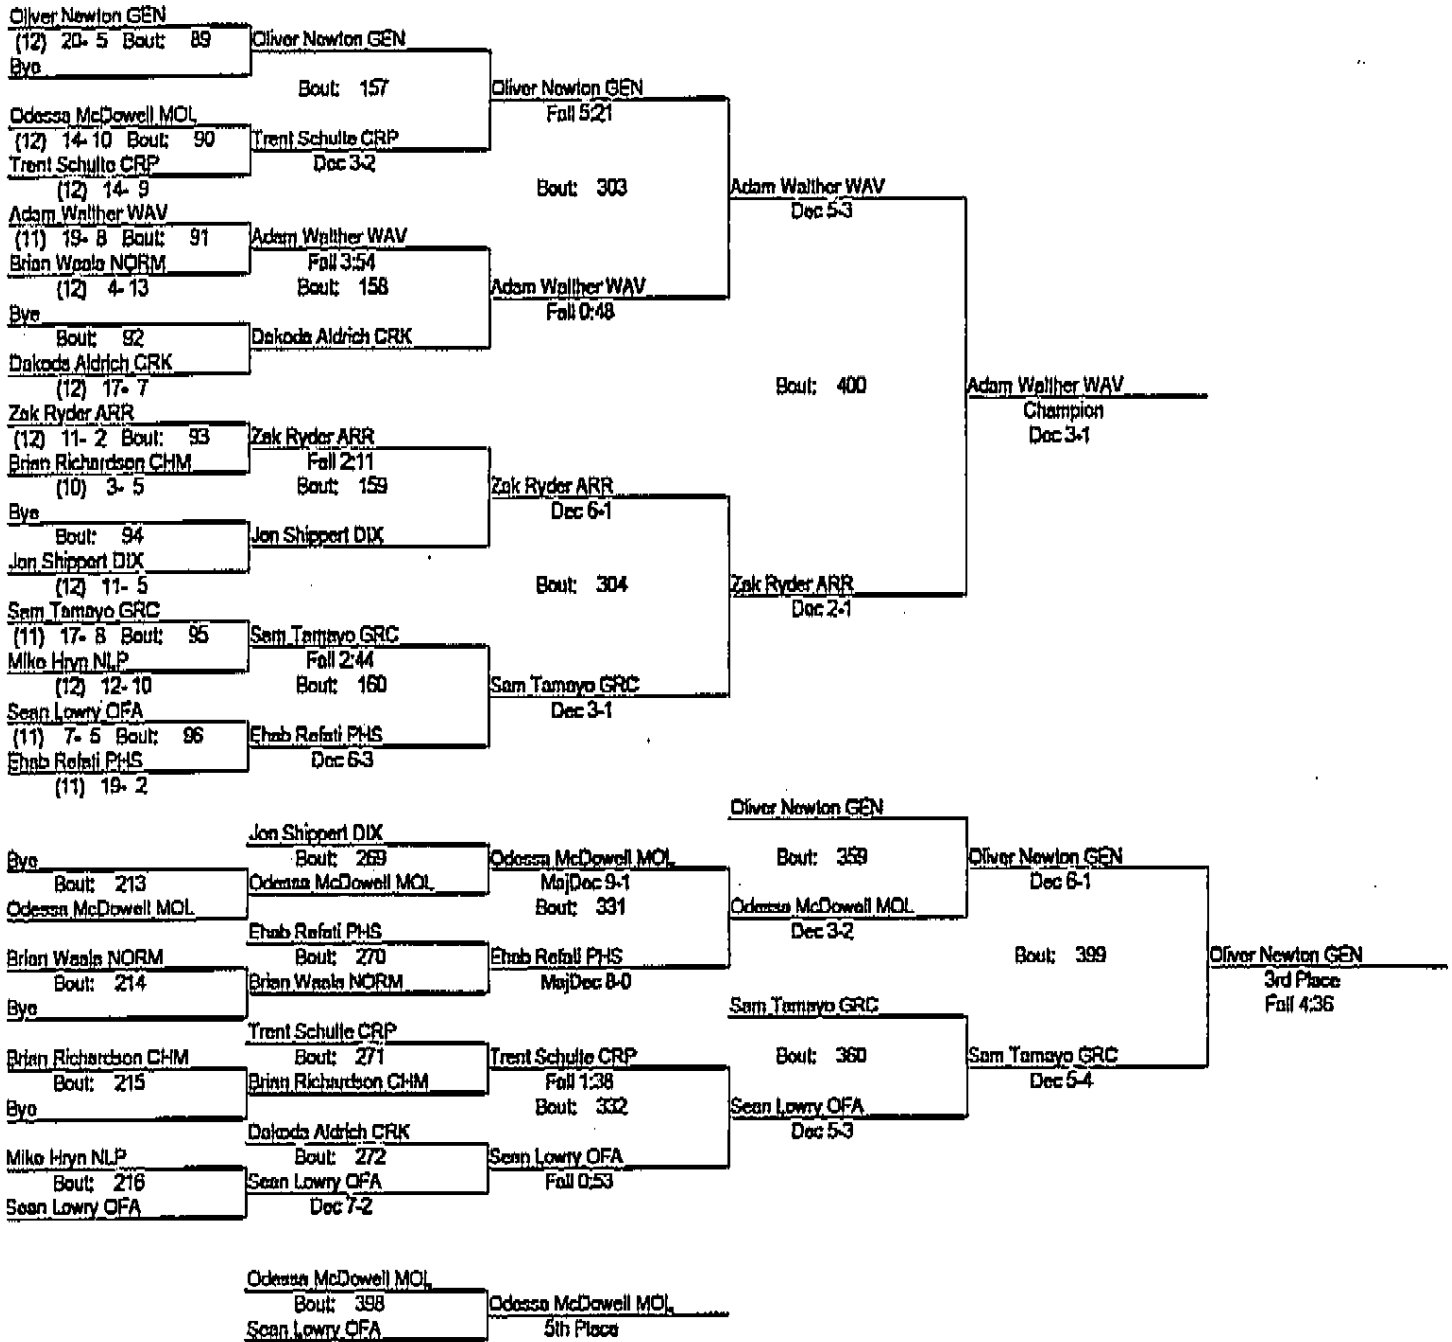 Oliver Newton GEN
(12) 20- 5 Bout: 89
Bye
Oliver Newton GEN
Bout: 157
Odessa McDowell MOL
(12) 14-10 Bout: 90
Trent Schulte CRP
(12) 14- 9
Trent Schulte CRP
Dec 3-2
Oliver Newton GEN
Fall 5:21
Bout: 303
Adam Walther WAV
(11) 19- 8 Bout: 91
Brian Waala NORM
(12) 4-13
Adam Walther WAV
Fall 3:54
Bout: 158
Bye
Bout: 92
Dakoda Aldrich CRK
(12) 17- 7
Dakoda Aldrich CRK
Adam Walther WAV
Fall 0:48
Adam Walther WAV
Dec 5-3
Bout: 400
Zak Ryder ARR
(12) 11- 2 Bout: 93
Brian Richardson CHM
(10) 3- 5
Zak Ryder ARR
Fall 2:11
Bout: 159
Bye
Bout: 94
Jon Shippert DIX
(12) 11- 5
Jon Shippert DIX
Zak Ryder ARR
Dec 6-1
Bout: 304
Sam Tamayo GRC
(11) 17- 8 Bout: 95
Mike Hryn NLP
(12) 12-10
Sam Tamayo GRC
Fall 2:44
Bout: 160
Sean Lowry OFA
(11) 7- 5 Bout: 96
Ehab Refati PHS
(11) 19- 2
Ehab Refati PHS
Dec 6-3
Sam Tamayo GRC
Dec 3-1
Zak Ryder ARR
Dec 2-1
Adam Walther WAV
Champion
Dec 3-1
Bye
Bout: 213
Odessa McDowell MOL
Jon Shippert DIX
Bout: 269
Odessa McDowell MOL
Odessa McDowell MOL
MajDec 9-1
Bout: 331
Brian Waala NORM
Bout: 214
Bye
Ehab Refati PHS
Bout: 270
Brian Waala NORM
Ehab Refati PHS
MajDec 8-0
Oliver Newton GEN
Bout: 359
Odessa McDowell MOL
Dec 3-2
Oliver Newton GEN
Dec 6-1
Bout: 399
Brian Richardson CHM
Bout: 215
Bye
Trent Schulte CRP
Bout: 271
Brian Richardson CHM
Trent Schulte CRP
Fall 1:38
Bout: 332
Mike Hryn NLP
Bout: 216
Sean Lowry OFA
Dakoda Aldrich CRK
Bout: 272
Sean Lowry OFA
Dec 7-2
Sean Lowry OFA
Fall 0:53
Sam Tamayo GRC
Bout: 360
Sean Lowry OFA
Dec 5-3
Sam Tamayo GRC
Dec 5-4
Oliver Newton GEN
3rd Place
Fall 4:36
Odessa McDowell MOL
Bout: 398
Sean Lowry OFA
Odessa McDowell MOL
5th Place